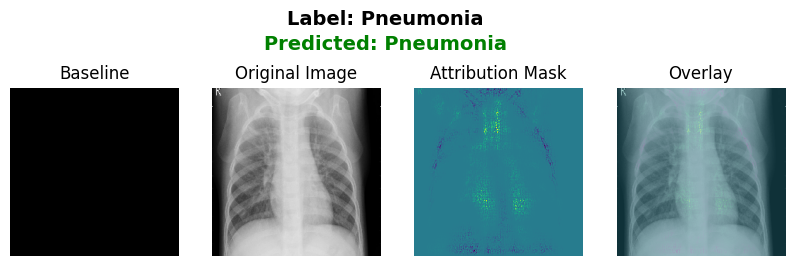 Label: Pneumonia
Predicted: Pneumonia
Baseline
Original Image
Attribution Mask
Overlay
R
R